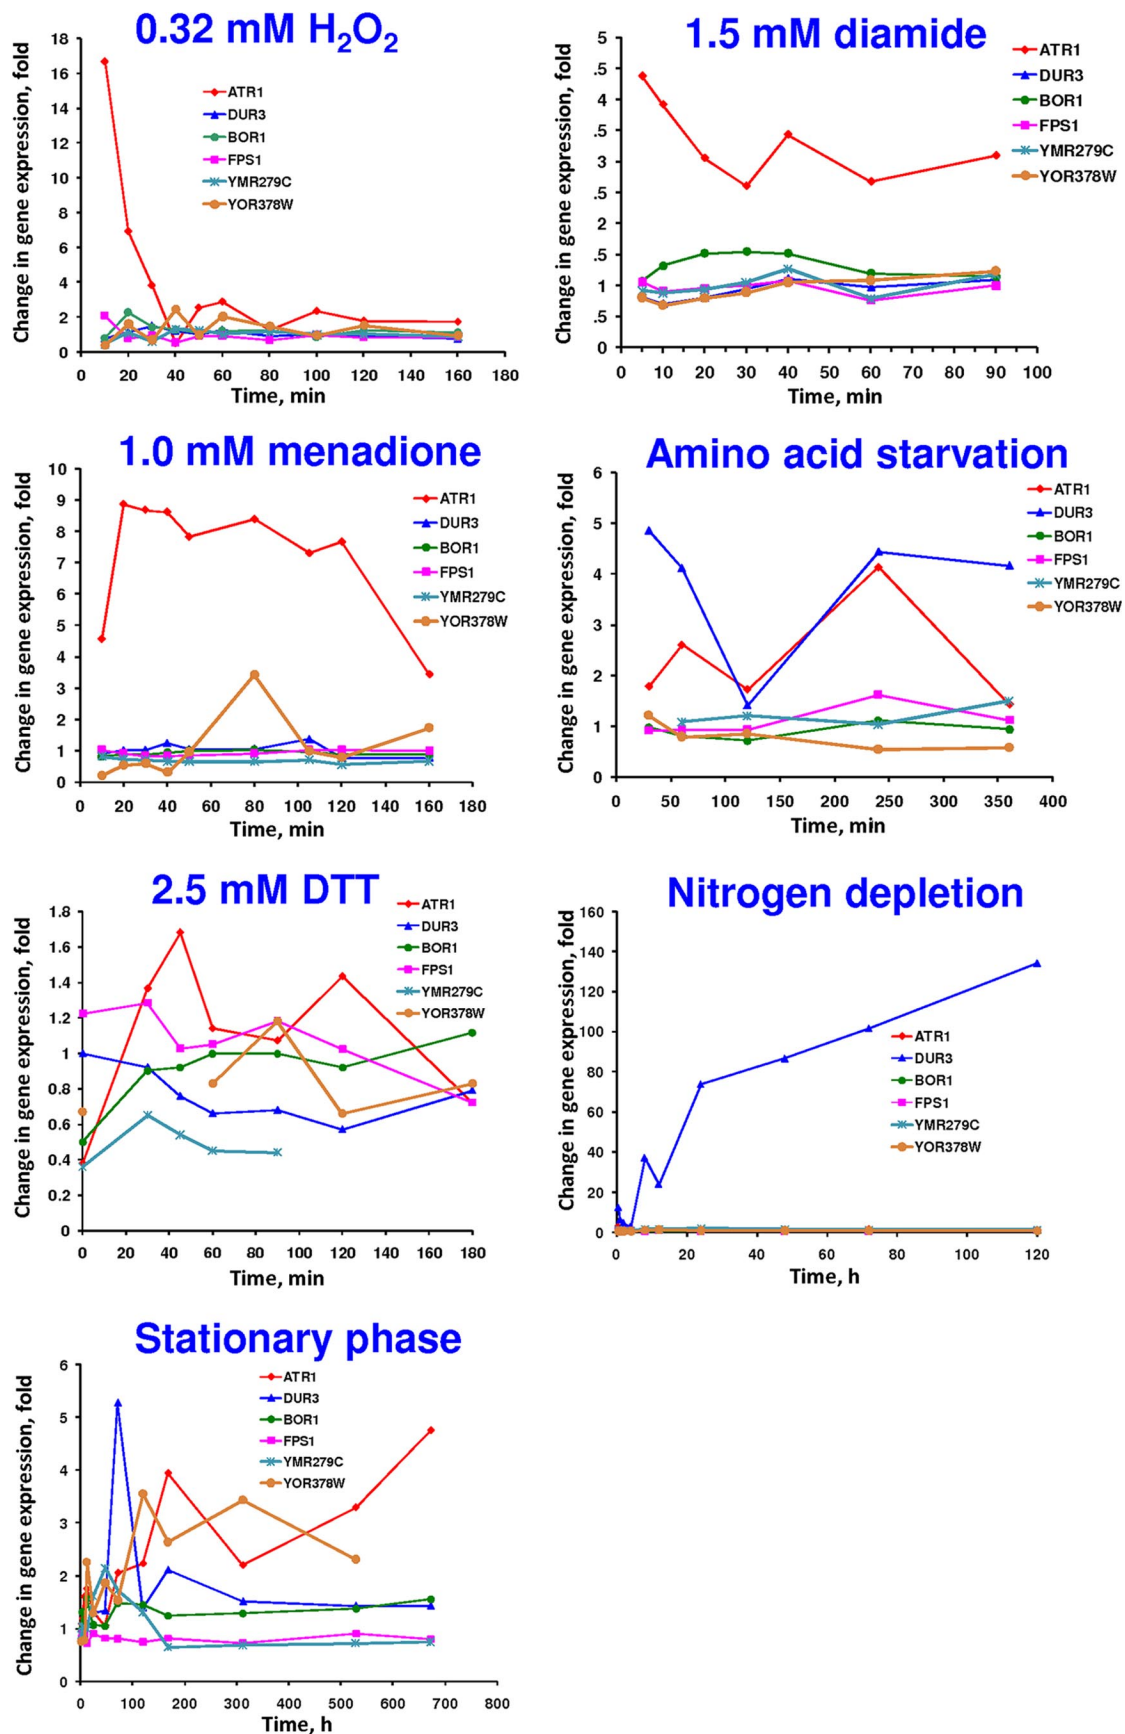 0.32 mM H₂O₂
Change in gene expression, fold
18
16
14
12
10
8
6
4
2
0
ATR1
DUR3
BOR1
FPS1
YMR279C
YOR378W
0 20 40 60 80 100 120 140 160 180
Time, min
1.5 mM diamide
Change in gene expression, fold
5
.5
4
.5
3
.5
2
.5
1
.5
0
ATR1
DUR3
BOR1
FPS1
YMR279C
YOR378W
0 10 20 30 40 50 60 70 80 90 100
Time, min
1.0 mM menadione
Change in gene expression, fold
10
9
8
7
6
5
4
3
2
1
0
ATR1
DUR3
BOR1
FPS1
YMR279C
YOR378W
0 20 40 60 80 100 120 140 160 180
Time, min
Amino acid starvation
Change in gene expression, fold
6
5
4
3
2
1
0
ATR1
DUR3
BOR1
FPS1
YMR279C
YOR378W
0 50 100 150 200 250 300 350 400
Time, min
2.5 mM DTT
Change in gene expression, fold
1.8
1.6
1.4
1.2
1
0.8
0.6
0.4
0.2
0
ATR1
DUR3
BOR1
FPS1
YMR279C
YOR378W
0 20 40 60 80 100 120 140 160 180
Time, min
Nitrogen depletion
Change in gene expression, fold
160
140
120
100
80
60
40
20
0
ATR1
DUR3
BOR1
FPS1
YMR279C
YOR378W
0 20 40 60 80 100 120
Time, h
Stationary phase
Change in gene expression, fold
6
5
4
3
2
1
0
ATR1
DUR3
BOR1
FPS1
YMR279C
YOR378W
0 100 200 300 400 500 600 700 800
Time, h